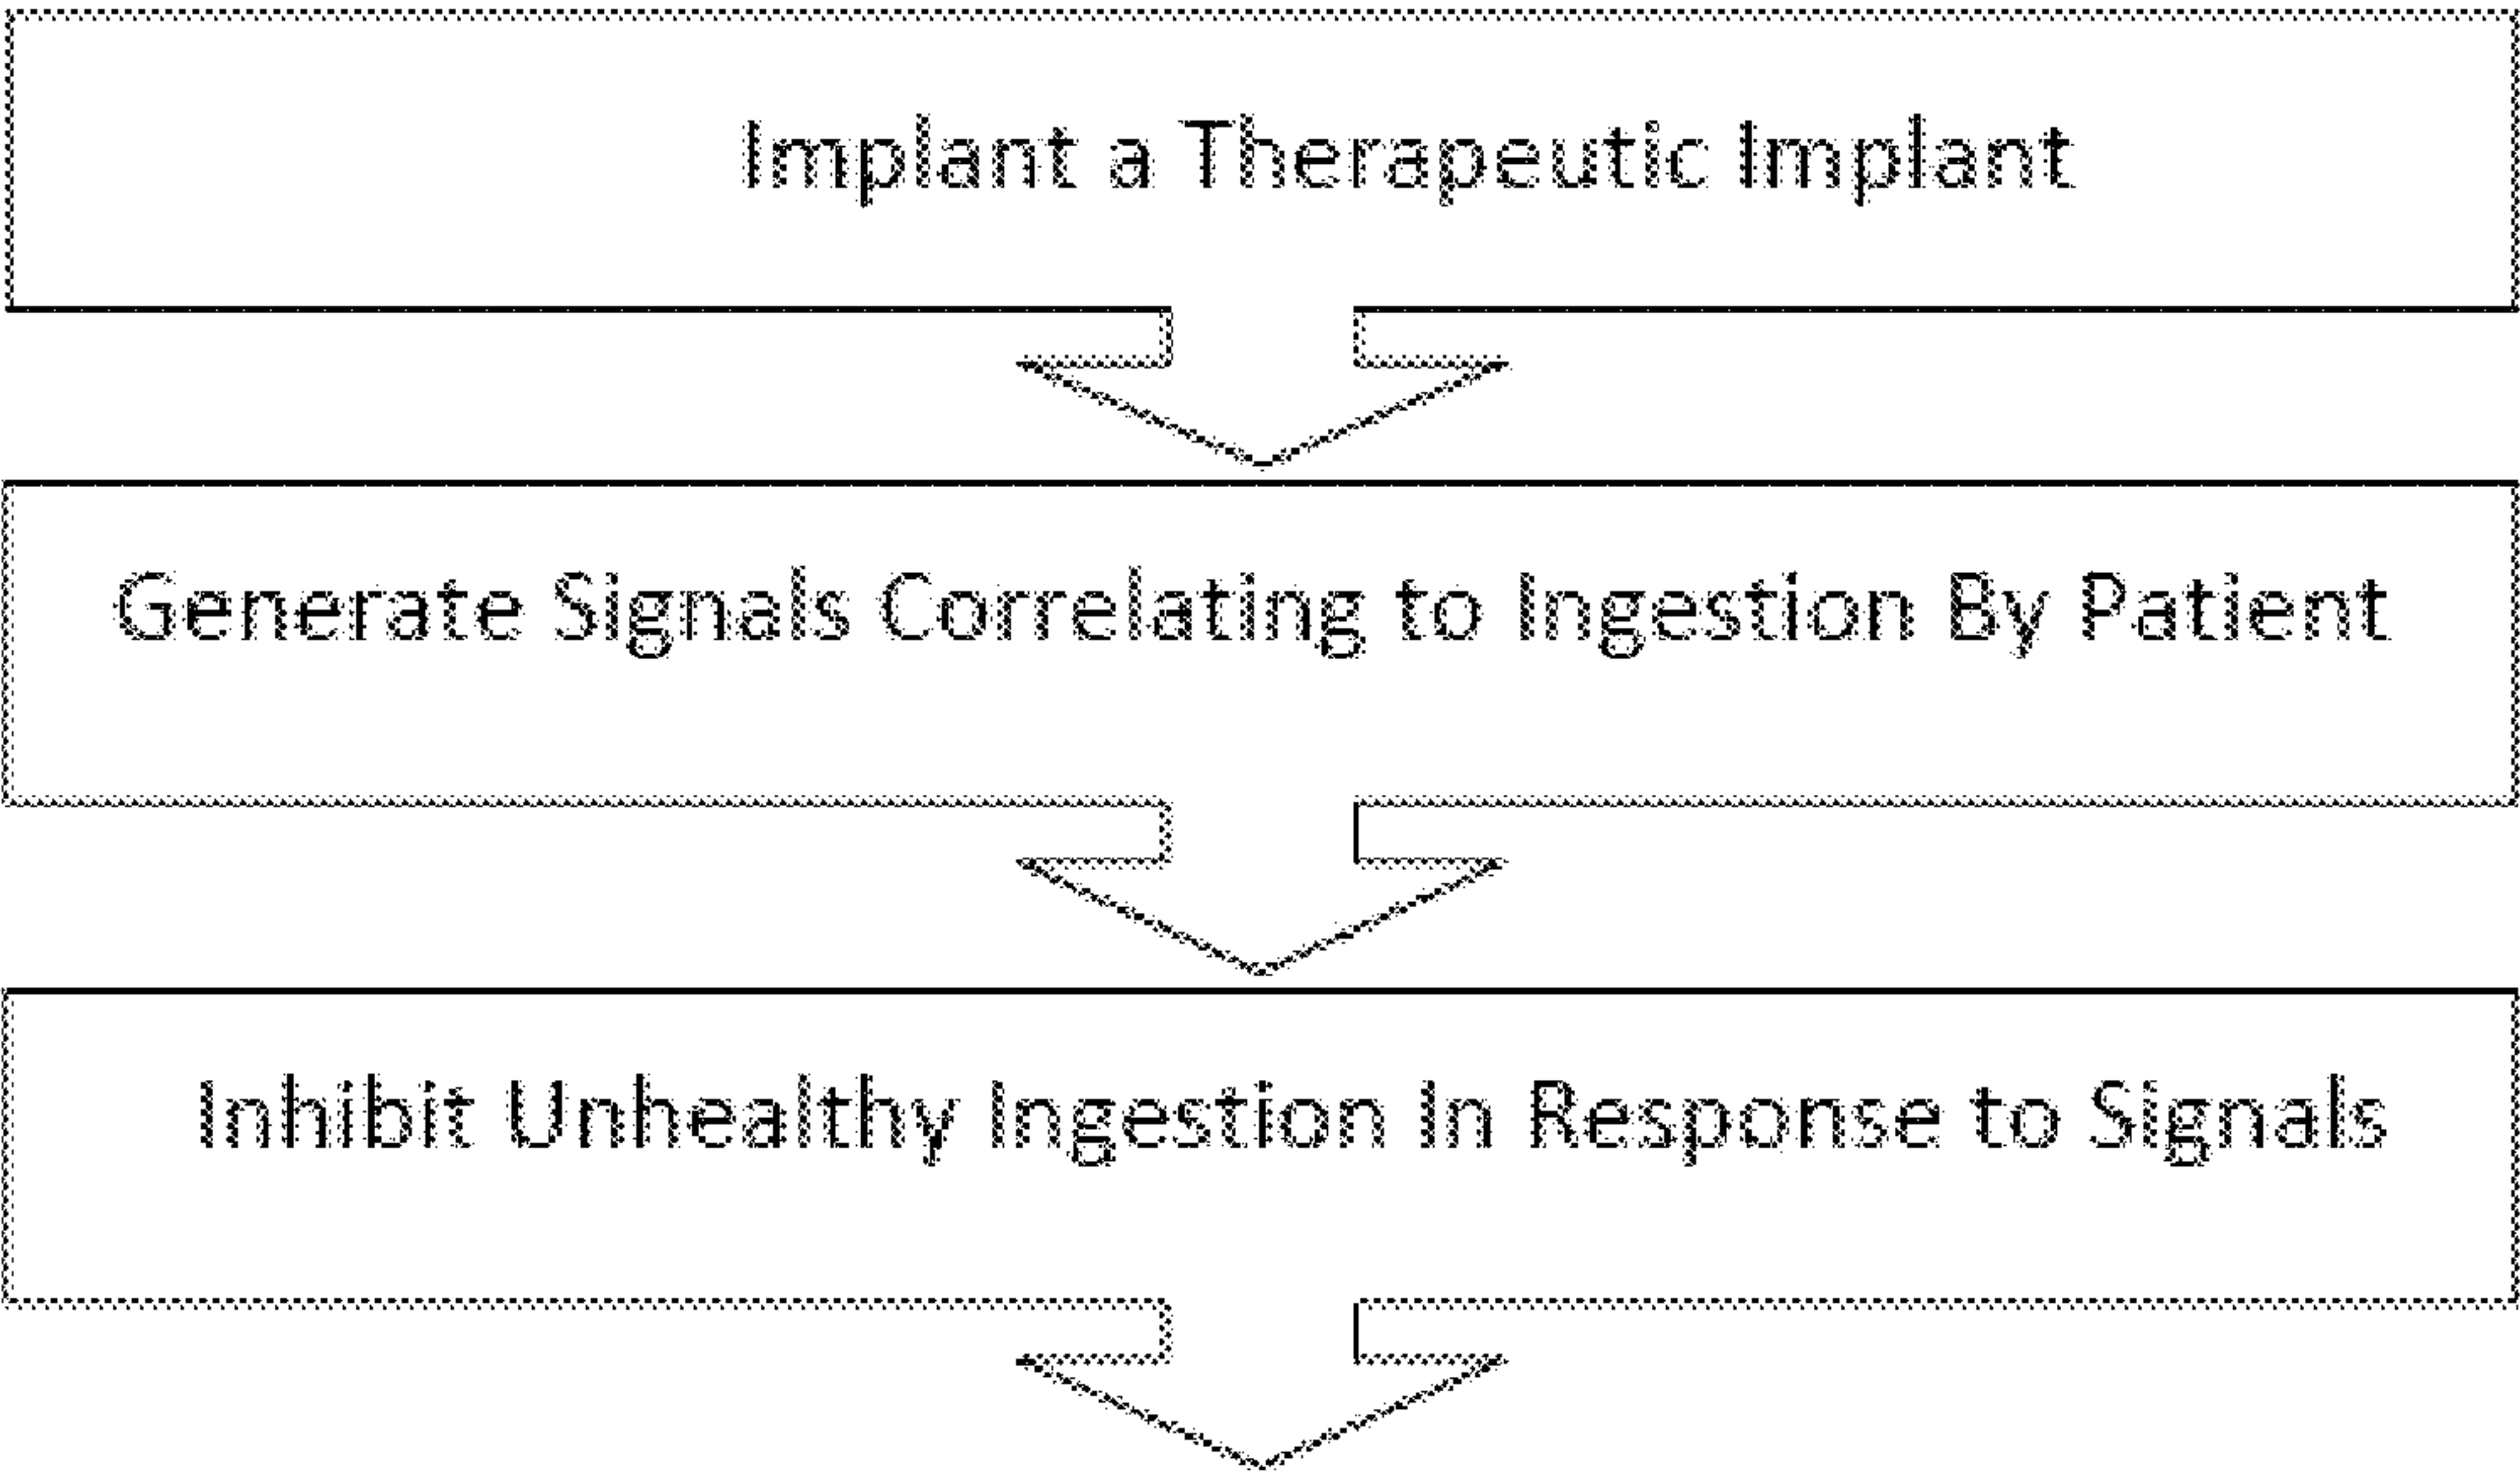 Implant a Therapeutic Implant
Generate Signals Correlating to Ingestion By Patient
Inhibit Unhealthy Ingestion In Response to Signals